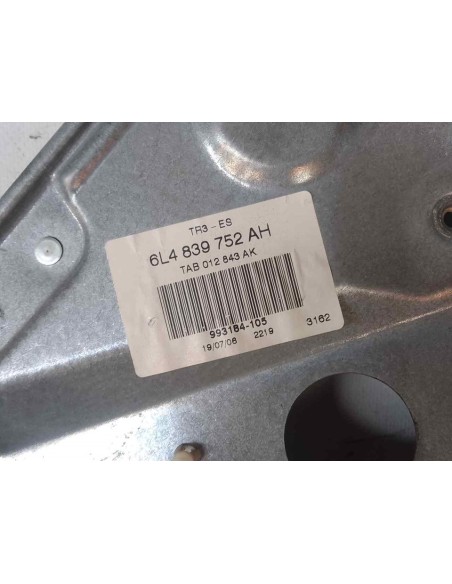 TR3-ES
6L4 839 752 AH
TAB 012 843 AK
993184-105
19/07/06 2219 3162